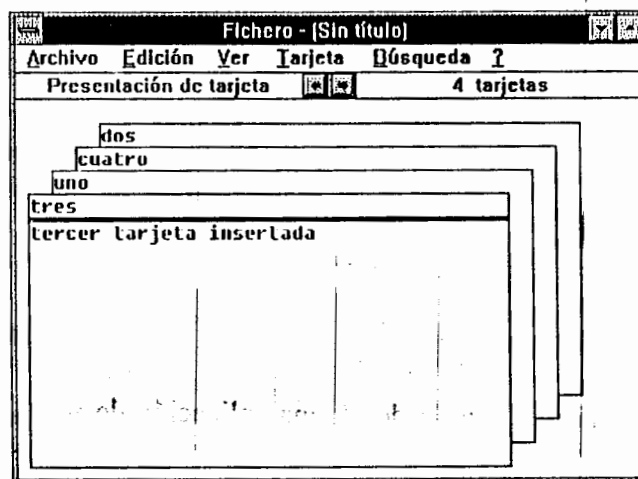 Fichero - (Sin título)
Archivo Edición Ver Tarjeta Búsqueda ?
Presentación de tarjeta 4 tarjetas
dos
cuatro
uno
tres
tercer tarjeta insertada